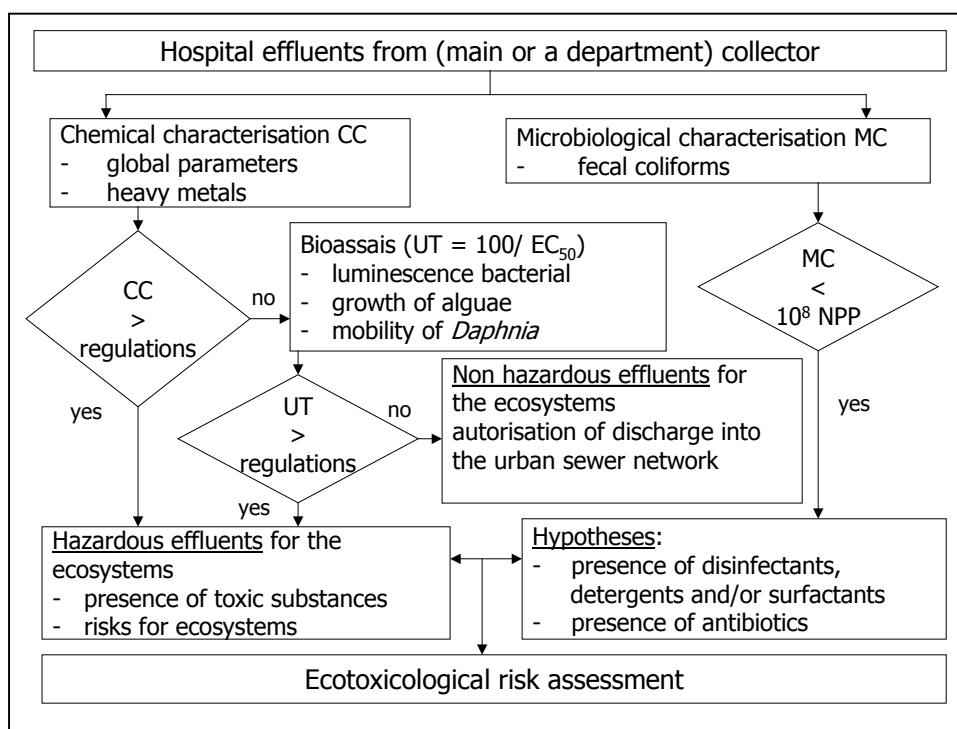 Hospital effluents from (main or a department) collector
Chemical characterisation CC
- global parameters
- heavy metals
Microbiological characterisation MC
- fecal coliforms
CC
>
regulations
no
Bioassais (UT = 100/ EC₅₀)
- luminescence bacterial
- growth of alguae
- mobility of Daphnia
MC
<
10⁸ NPP
yes
UT
>
regulations
no
Non hazardous effluents for
the ecosystems
autorisation of discharge into
the urban sewer network
yes
yes
Hazardous effluents for the
ecosystems
- presence of toxic substances
- risks for ecosystems
Hypotheses:
- presence of disinfectants,
detergents and/or surfactants
- presence of antibiotics
Ecotoxicological risk assessment